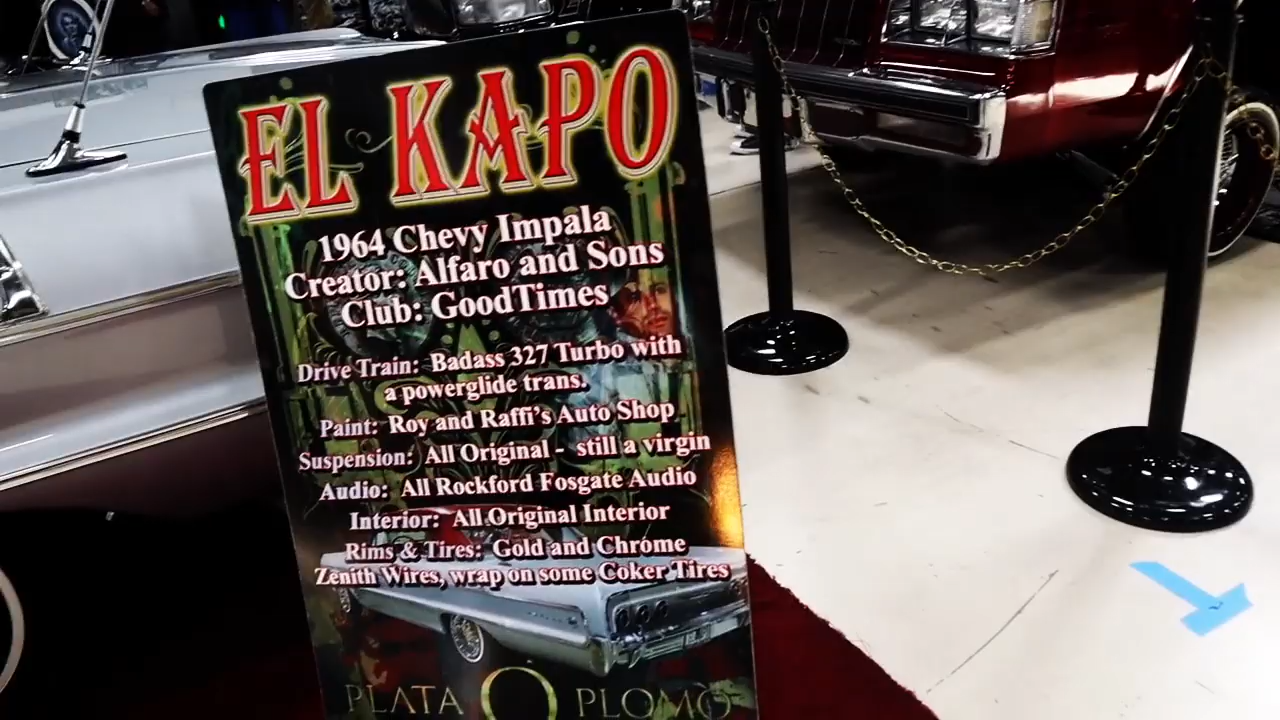 EL KAPO
1964 Chevy Impala
Creator: Alfaro and Sons
Club: GoodTimes
Drive Train: Badass 327 Turbo with
a powerglide trans.
Paint: Roy and Raffi's Auto Shop
Suspension: All Original - still a virgin
Audio: All Rockford Fosgate Audio
Interior: All Original Interior
Rims & Tires: Gold and Chrome
Zenith Wires, wrap on some Coker Tires
PLATA O PLOMO